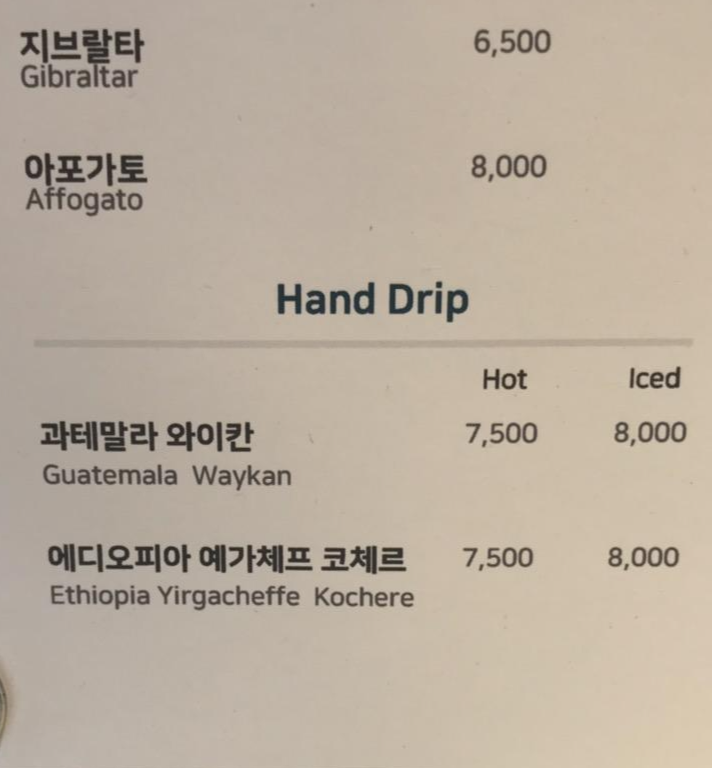 지브랄타 6,500
Gibraltar
아포가토 8,000
Affogato
Hand Drip
Hot Iced
과테말라 와이칸 7,500 8,000
Guatemala Waykan
에디오피아 예가체프 코체르 7,500 8,000
Ethiopia Yirgacheffe Kochere